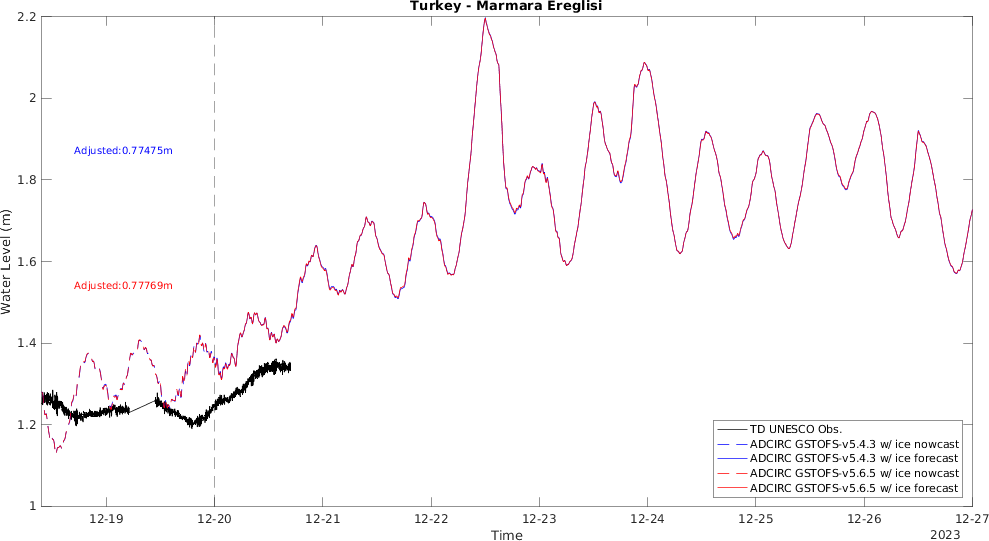 Turkey - Marmara Ereglisi
2.2
2
1.8
1.6
1.4
1.2
1
Water Level (m)
Adjusted:0.77475m
Adjusted:0.77769m
TD UNESCO Obs.
ADCIRC GSTOFS-v5.4.3 w/ ice nowcast
ADCIRC GSTOFS-v5.4.3 w/ ice forecast
ADCIRC GSTOFS-v5.6.5 w/ ice nowcast
ADCIRC GSTOFS-v5.6.5 w/ ice forecast
12-19 12-20 12-21 12-22 12-23 12-24 12-25 12-26 12-27
Time
2023